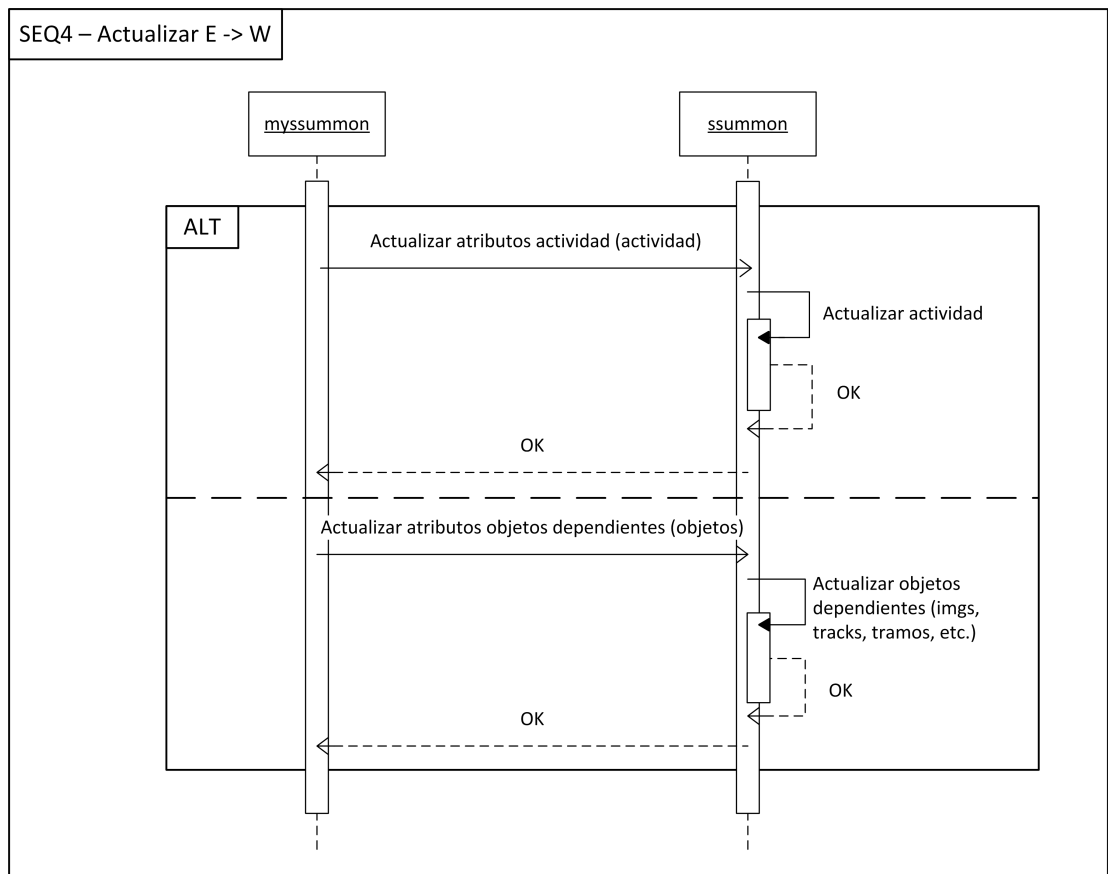 SEQ4 – Actualizar E -> W
myssummon
ssummon
ALT
Actualizar atributos actividad (actividad)
Actualizar actividad
OK
OK
Actualizar atributos objetos dependientes (objetos)
Actualizar objetos
dependientes (imgs,
tracks, tramos, etc.)
OK
OK